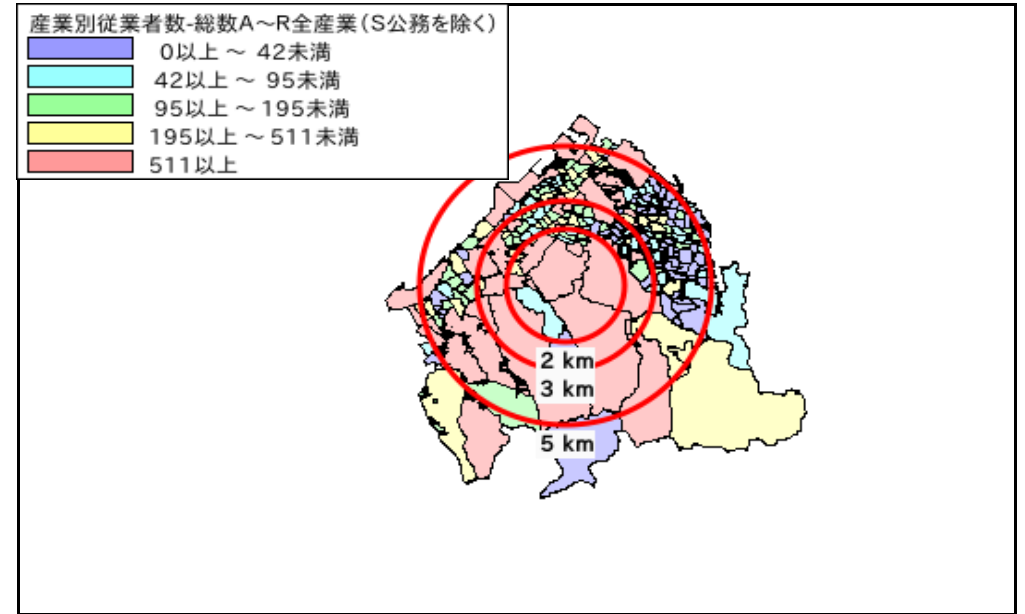 産業別従業者数-総数A～R全産業(S公務を除く)
0以上 ～ 42未満
42以上 ～ 95未満
95以上 ～ 195未満
195以上 ～ 511未満
511以上
2 km
3 km
5 km